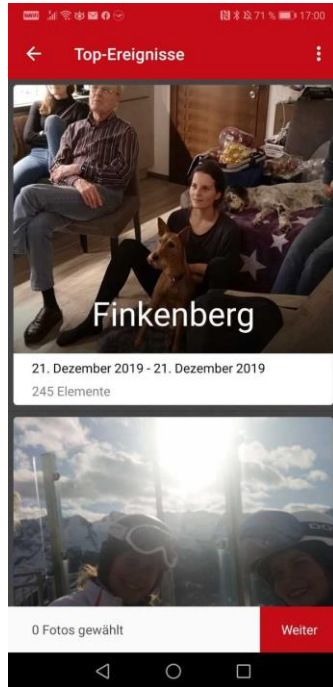 71 % 17:00
Top-Ereignisse
Finkenberg
21. Dezember 2019 - 21. Dezember 2019
245 Elemente
0 Fotos gewählt
Weiter